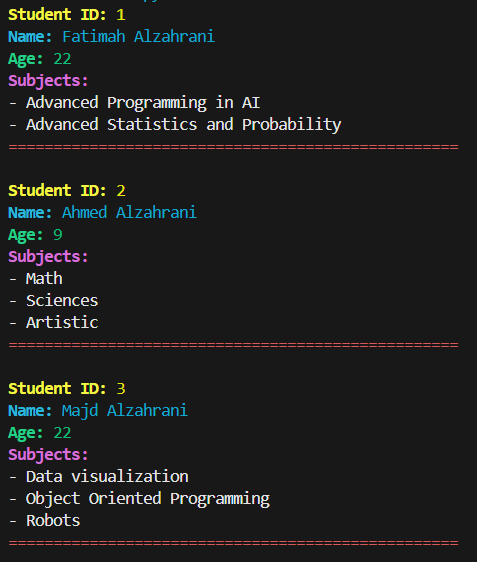 Student ID: 1
Name: Fatimah Alzahrani
Age: 22
Subjects:
- Advanced Programming in AI
- Advanced Statistics and Probability
==================================================
Student ID: 2
Name: Ahmed Alzahrani
Age: 9
Subjects:
- Math
- Sciences
- Artistic
==================================================
Student ID: 3
Name: Majd Alzahrani
Age: 22
Subjects:
- Data visualization
- Object Oriented Programming
- Robots
==================================================